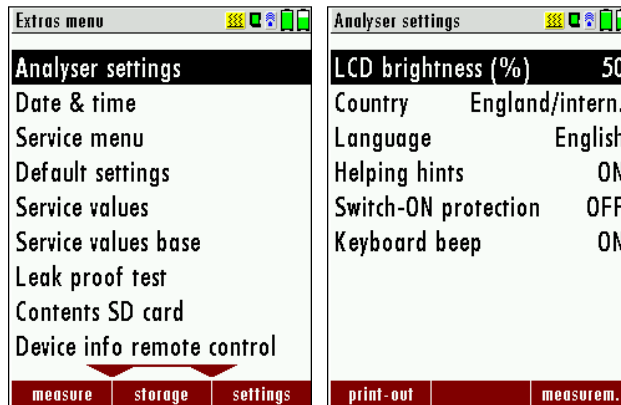 Extras menu
Analyser settings
Date & time
Service menu
Default settings
Service values
Service values base
Leak proof test
Contents SD card
Device info remote control
measure storage settings
Analyser settings
LCD brightness (%) 50
Country England/intern.
Language English
Helping hints ON
Switch-ON protection OFF
Keyboard beep ON
print-out measurem.